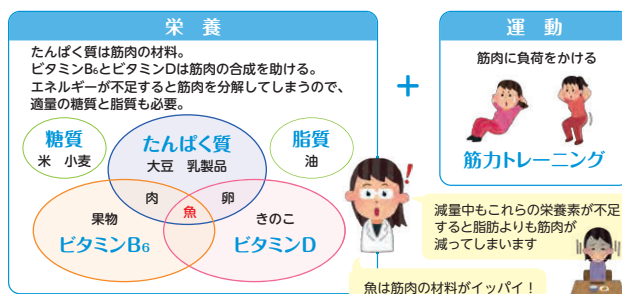 栄 養
たんぱく質は筋肉の材料。
ビタミンB₆とビタミンDは筋肉の合成を助ける。
エネルギーが不足すると筋肉を分解してしまうので、
適量の糖質と脂質も必要。
糖質
米 小麦
たんぱく質
大豆 乳製品
脂質
油
肉
卵
魚
果物
きのこ
ビタミンB₆
ビタミンD
魚は筋肉の材料がイッパイ!
+
運 動
筋肉に負荷をかける
筋力トレーニング
減量中もこれらの栄養素が不足
すると脂肪よりも筋肉が
減ってしまいます